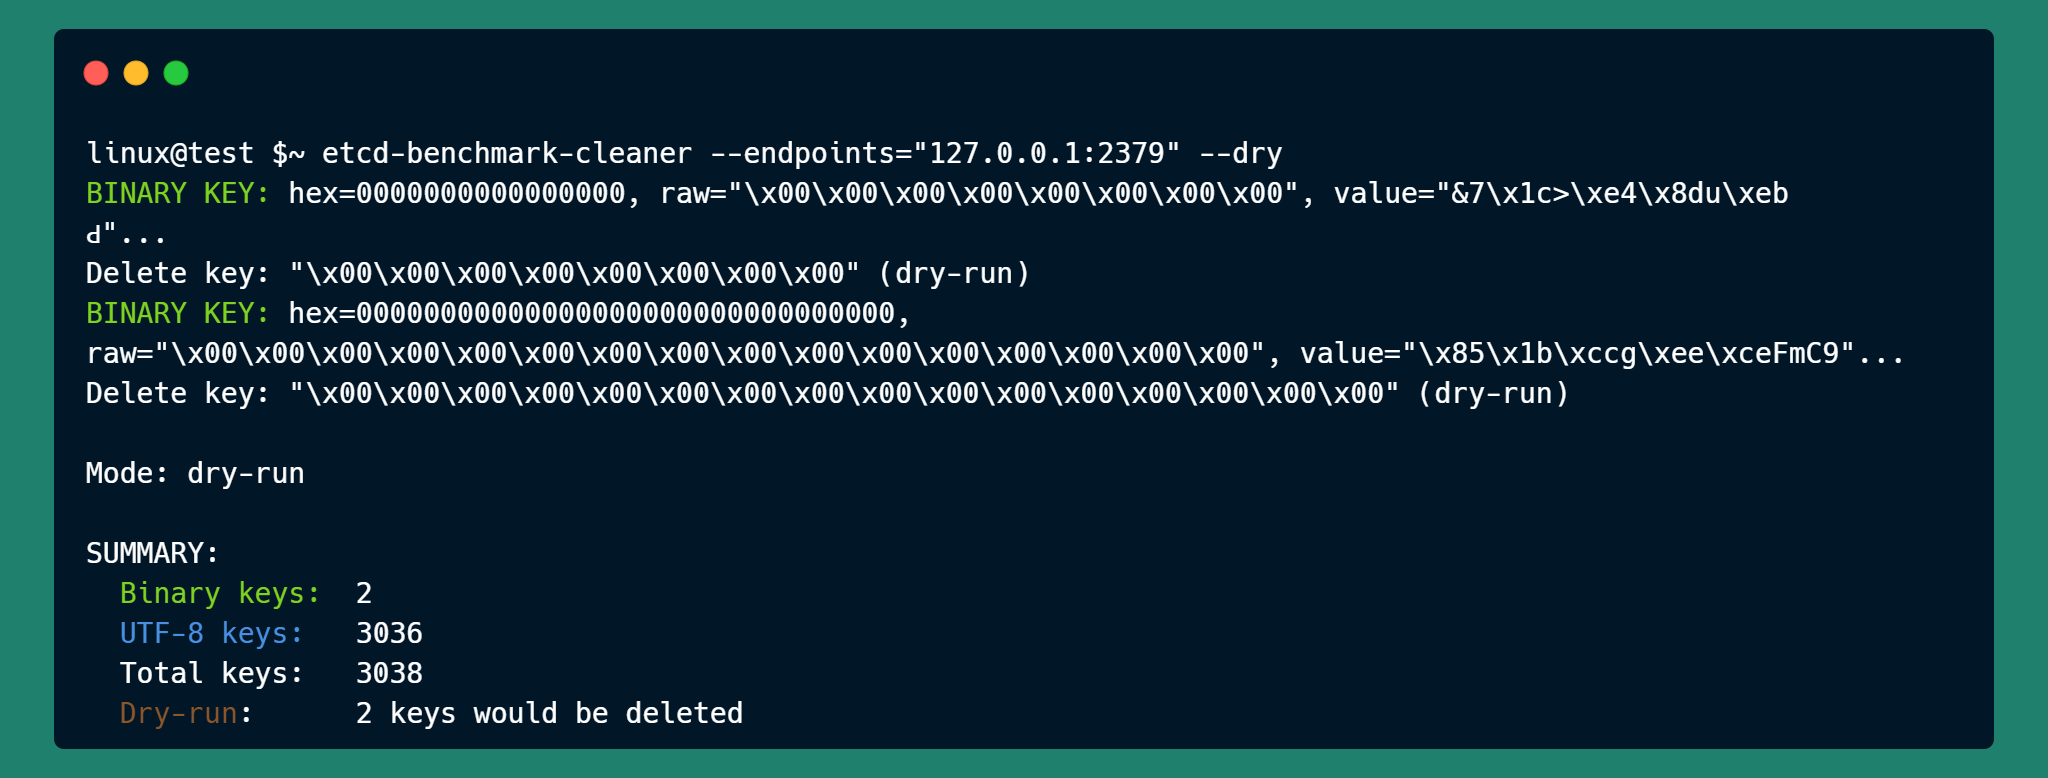 linux@test $~ etcd-benchmark-cleaner --endpoints="127.0.0.1:2379" --dry
BINARY KEY: hex=0000000000000000, raw="\x00\x00\x00\x00\x00\x00\x00\x00", value="&7\x1c>\xe4\x8du\xeb
ԁ"...
Delete key: "\x00\x00\x00\x00\x00\x00\x00\x00" (dry-run)
BINARY KEY: hex=00000000000000000000000000000000,
raw="\x00\x00\x00\x00\x00\x00\x00\x00\x00\x00\x00\x00\x00\x00\x00\x00", value="\x85\x1b\xccg\xee\xceFmC9"...
Delete key: "\x00\x00\x00\x00\x00\x00\x00\x00\x00\x00\x00\x00\x00\x00\x00\x00" (dry-run)
Mode: dry-run
SUMMARY:
Binary keys: 2
UTF-8 keys: 3036
Total keys: 3038
Dry-run: 2 keys would be deleted